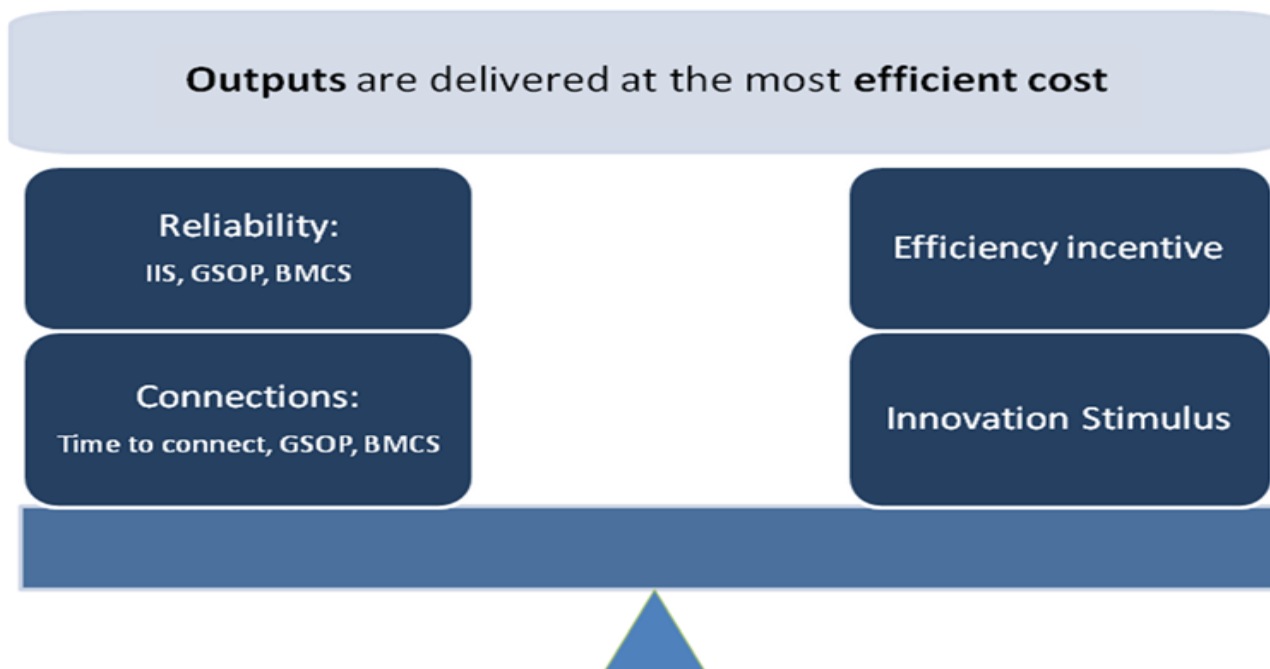 Outputs are delivered at the most efficient cost
Reliability:
IIS, GSOP, BMCS
Connections:
Time to connect, GSOP, BMCS
Efficiency incentive
Innovation Stimulus